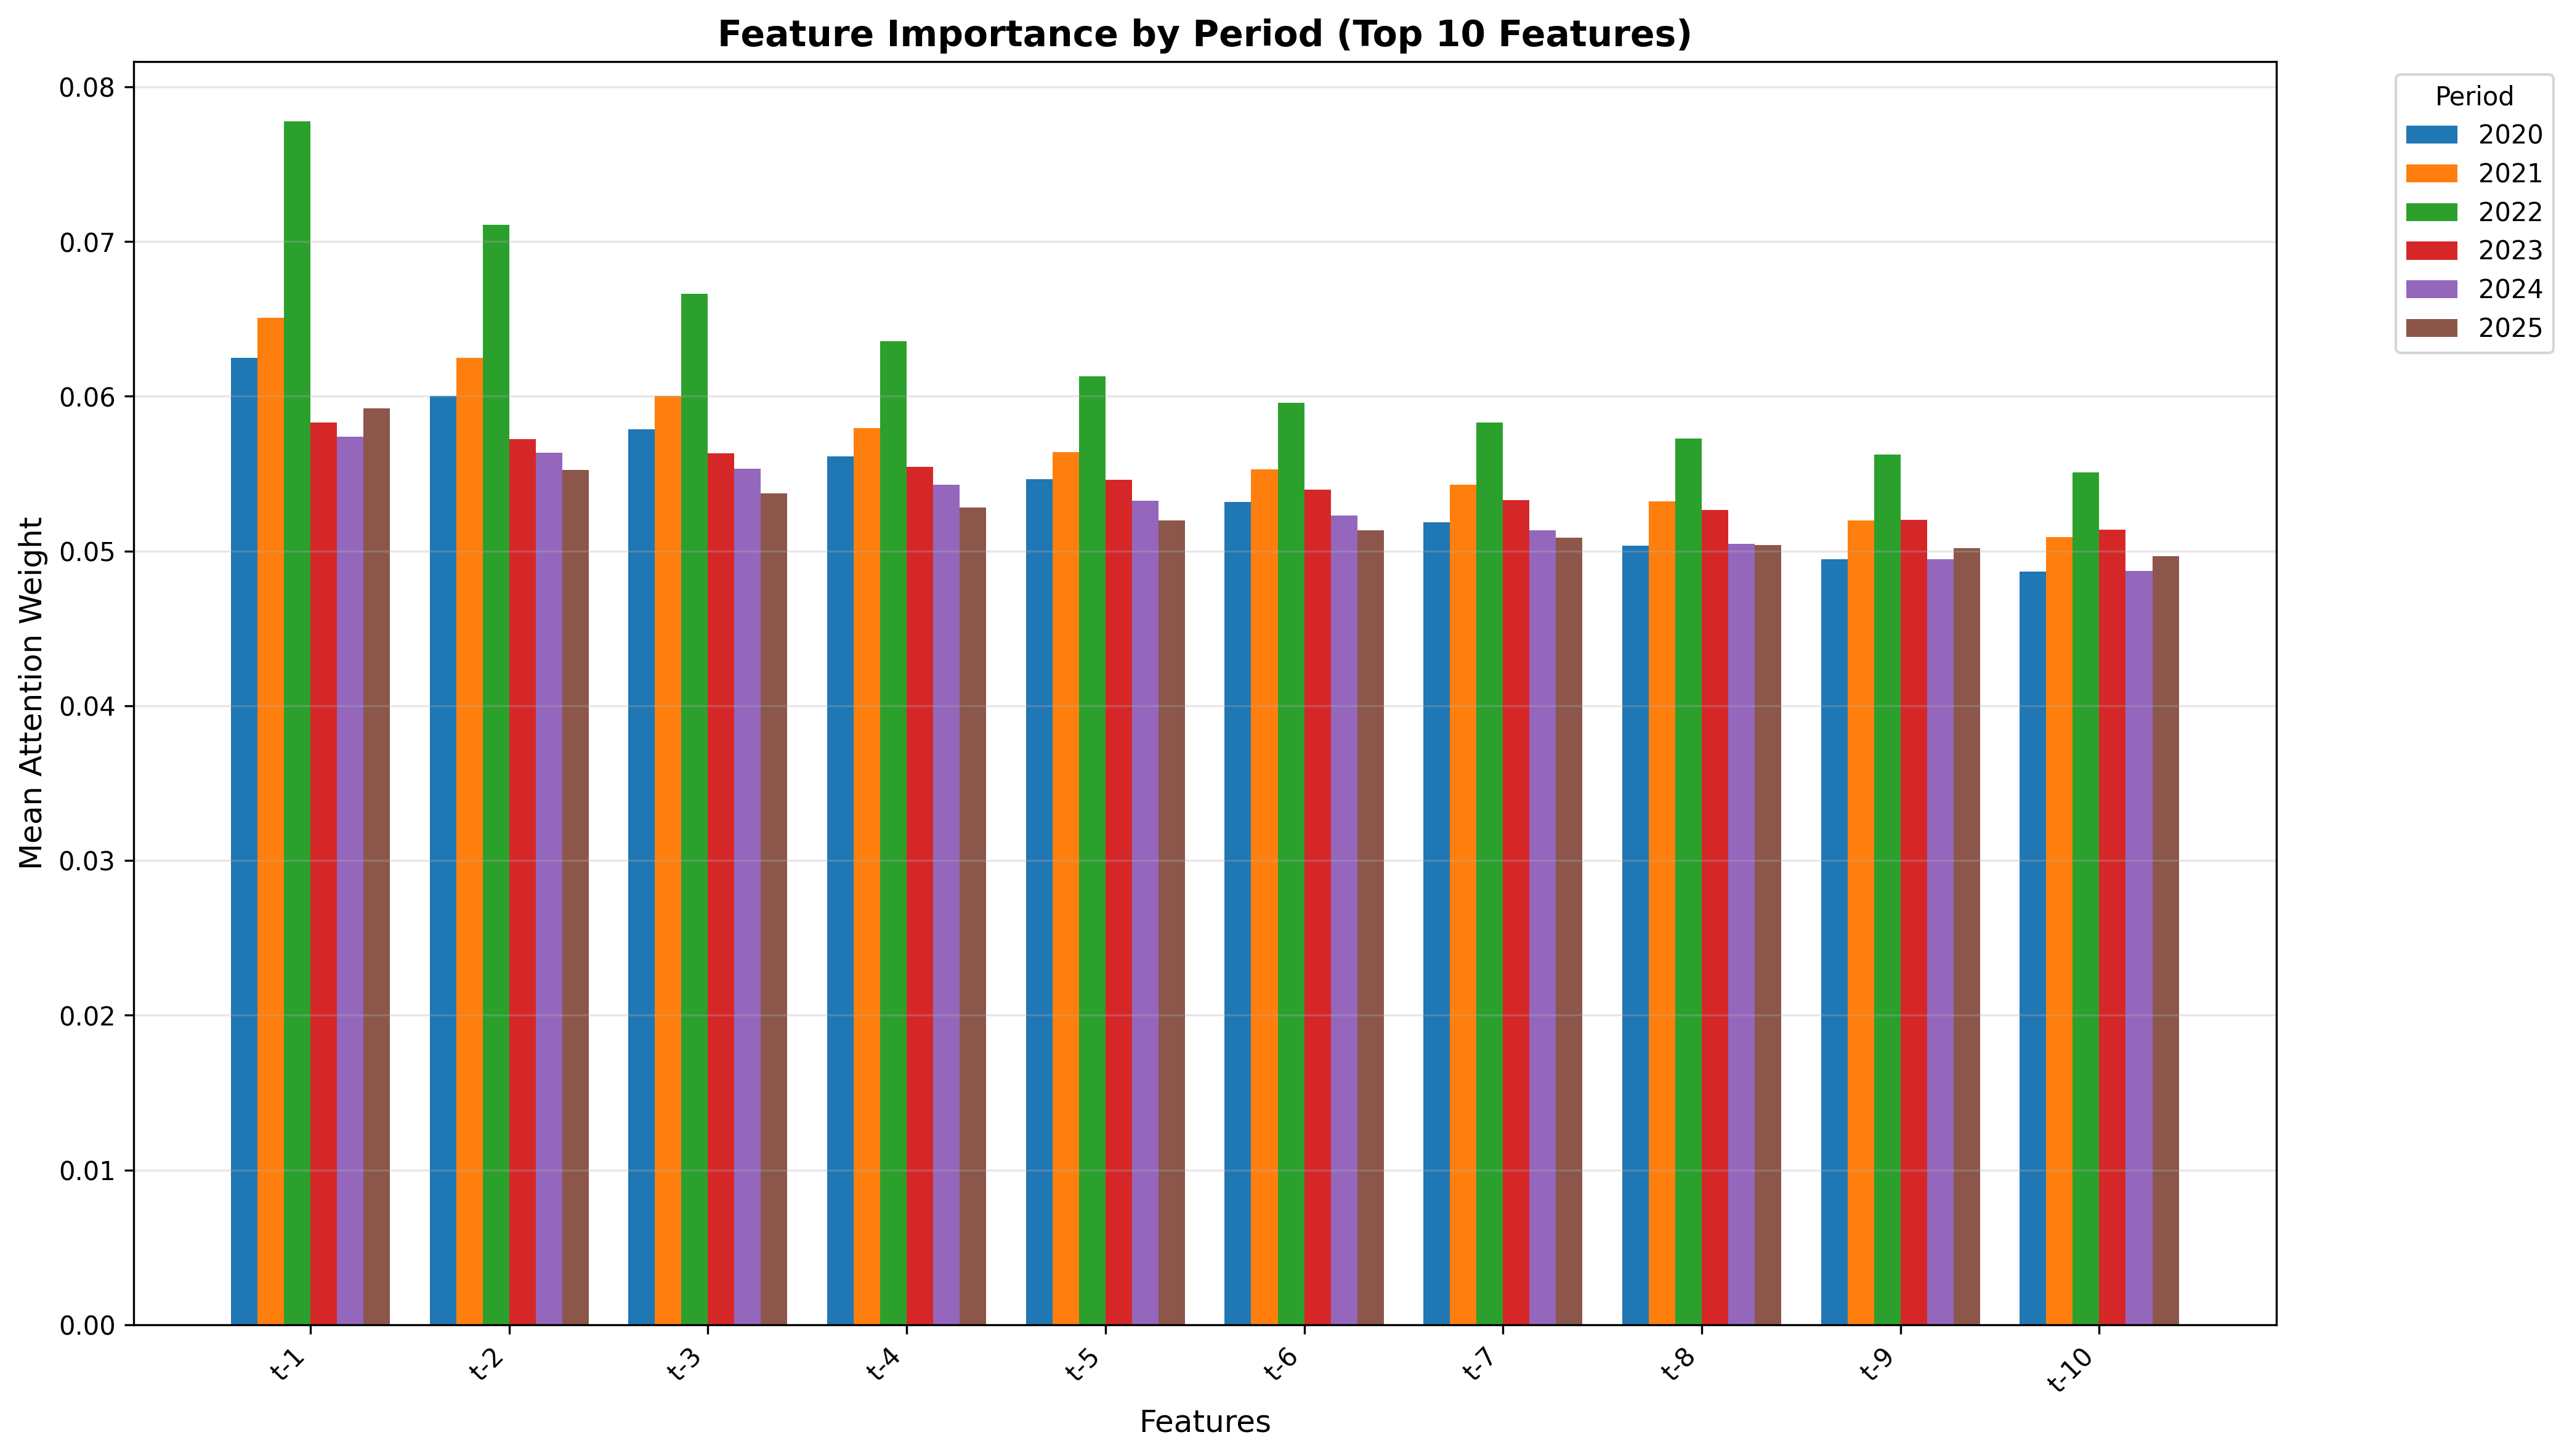 Feature Importance by Period (Top 10 Features)
Mean Attention Weight
0.08
0.07
0.06
0.05
0.04
0.03
0.02
0.01
0.00
t-1
t-2
t-3
t-4
t-5
t-6
t-7
t-8
t-9
t-10
Features
Period
2020
2021
2022
2023
2024
2025